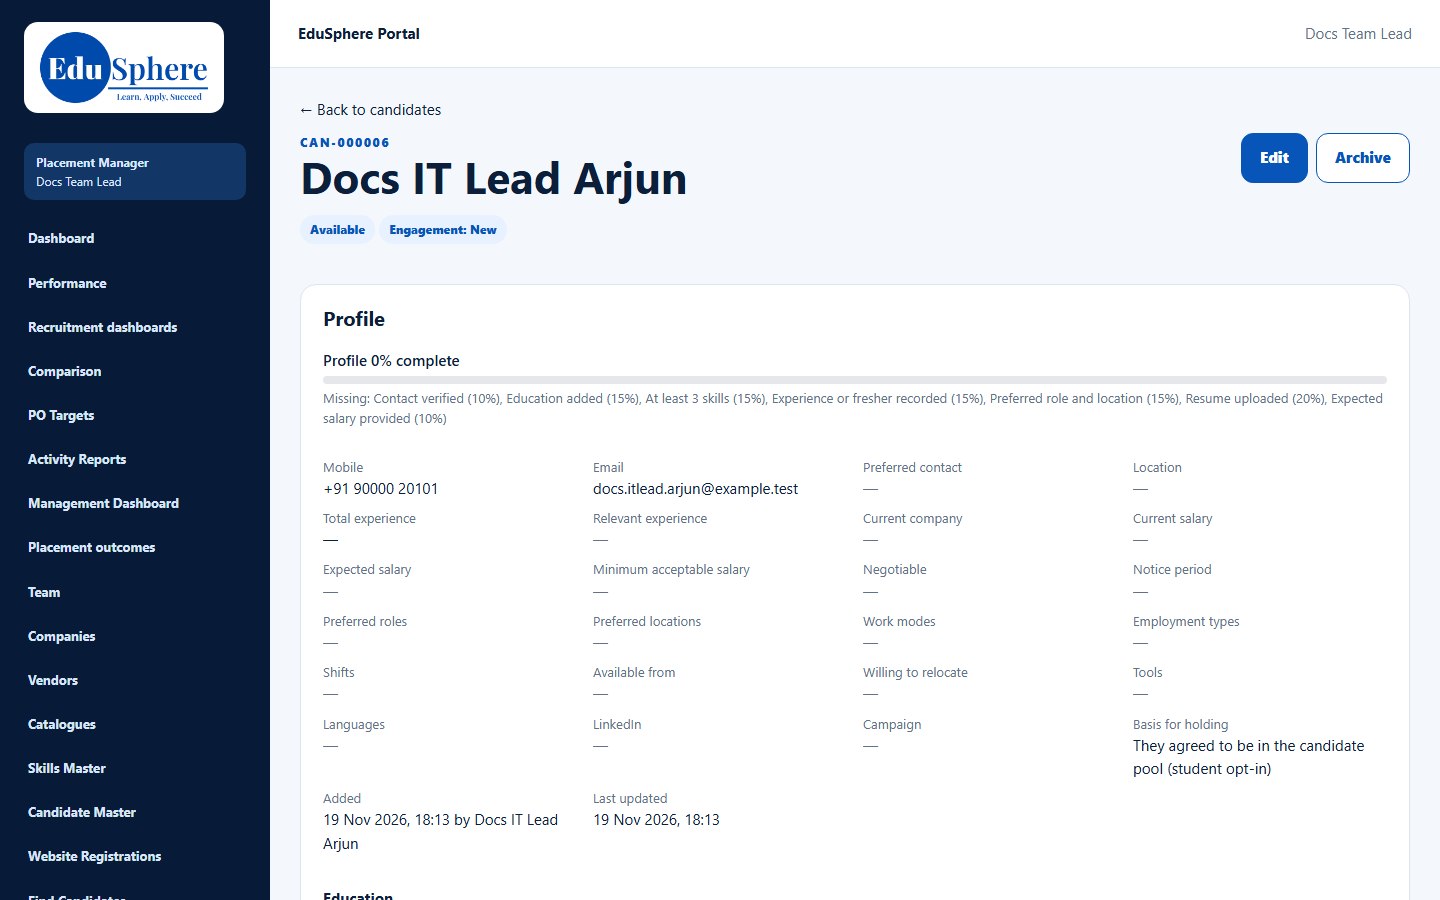 EduSphere
Learn. Apply, Succeed
Placement Manager
Docs Team Lead
Dashboard
Performance
Recruitment dashboards
Comparison
PO Targets
Activity Reports
Management Dashboard
Placement outcomes
Team
Companies
Vendors
Catalogues
Skills Master
Candidate Master
Website Registrations
Find Candidates
EduSphere Portal
Docs Team Lead
← Back to candidates
CAN-000006
Docs IT Lead Arjun
Edit
Archive
Available
Engagement: New
Profile
Profile 0% complete
Missing: Contact verified (10%), Education added (15%), At least 3 skills (15%), Experience or fresher recorded (15%), Preferred role and location (15%), Resume uploaded (20%), Expected
salary provided (10%)
Mobile
+91 90000 20101
Email
docs.itlead.arjun@example.test
Preferred contact
—
Location
—
Total experience
—
Relevant experience
—
Current company
—
Current salary
—
Expected salary
—
Minimum acceptable salary
—
Negotiable
—
Notice period
—
Preferred roles
—
Preferred locations
—
Work modes
—
Employment types
—
Shifts
—
Available from
—
Willing to relocate
—
Tools
—
Languages
—
LinkedIn
—
Campaign
—
Basis for holding
They agreed to be in the candidate
pool (student opt-in)
Added
19 Nov 2026, 18:13 by Docs IT Lead
Arjun
Last updated
19 Nov 2026, 18:13
Education